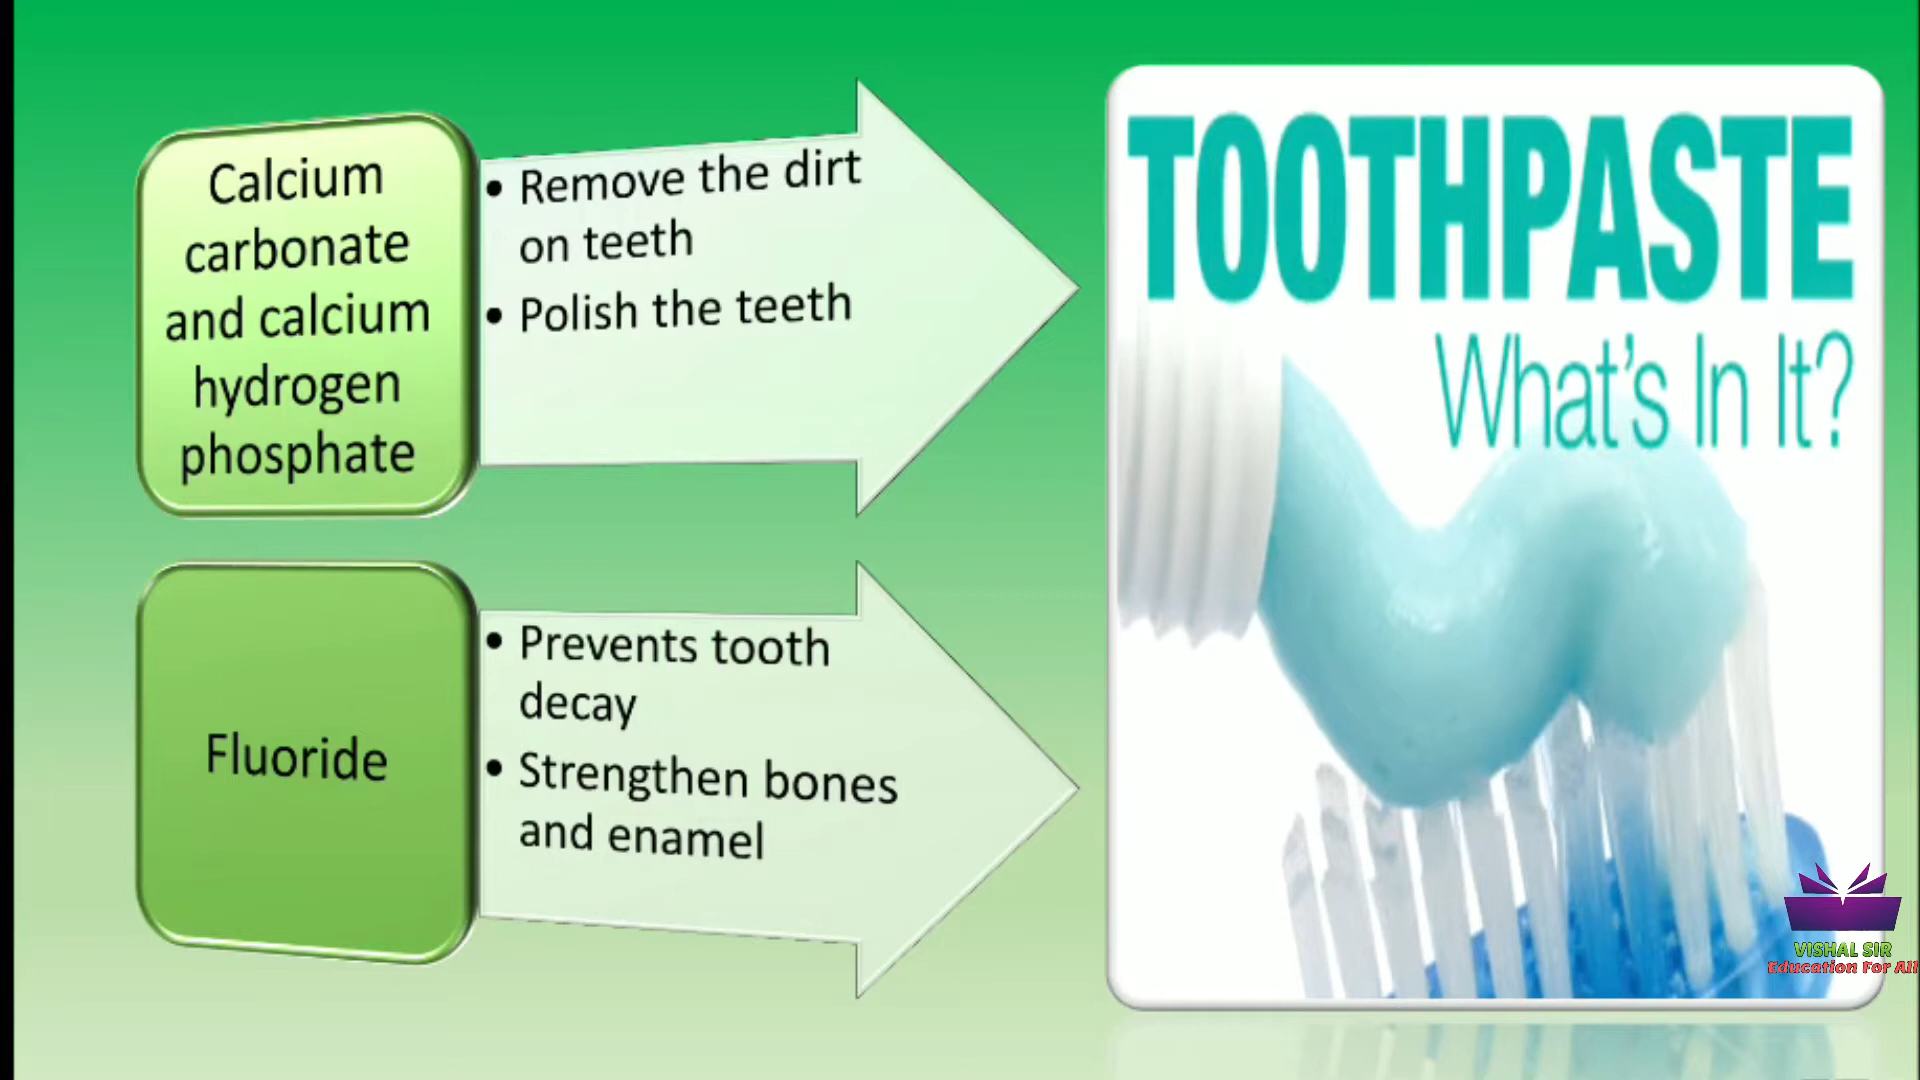 Calcium
carbonate
and calcium
hydrogen
phosphate
• Remove the dirt
on teeth
• Polish the teeth
Fluoride
• Prevents tooth
decay
• Strengthen bones
and enamel
TOOTHPASTE
What's In It?
VISHAL SIR
Education For All